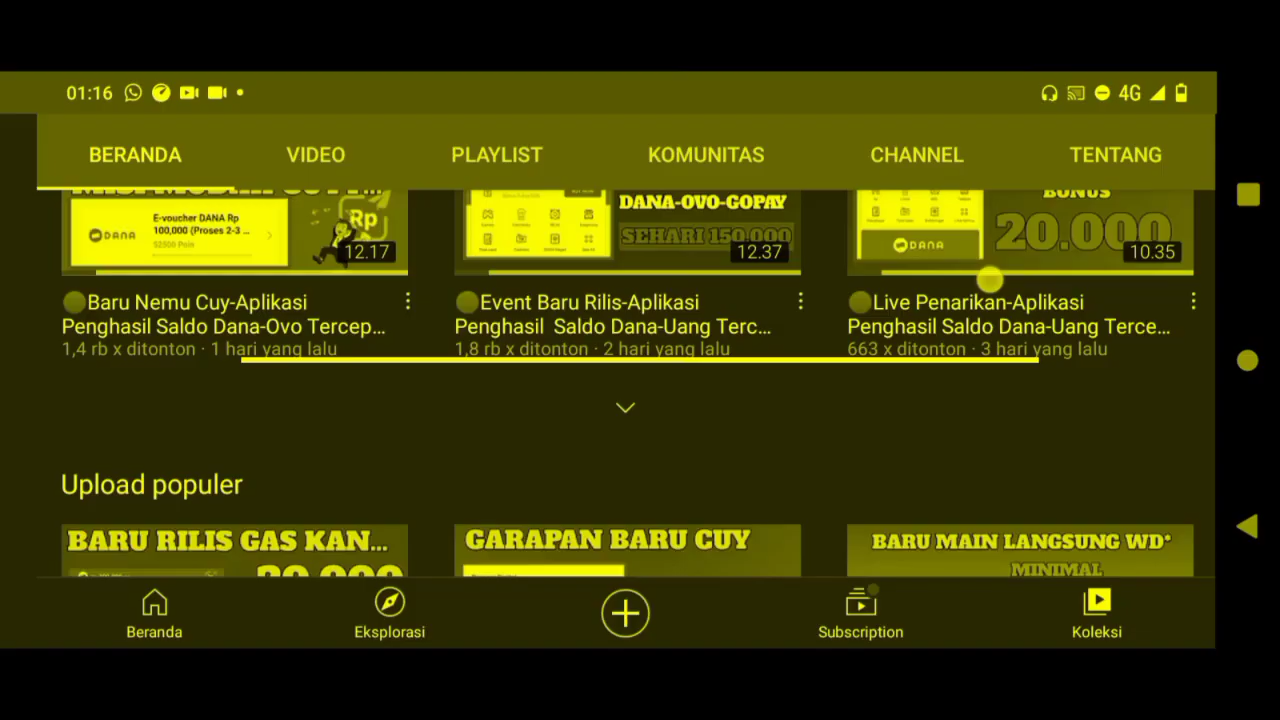 01:16 4G
BERANDA VIDEO PLAYLIST KOMUNITAS CHANNEL TENTANG
E-voucher DANA Rp
100,000 (Proses 2-3 ...
52500 Poin
DANA
Rp
12.17
DANA-OVO-GOPAY
SEHARI 150.000
12.37
BONUS
20.000
DANA
10.35
Baru Nemu Cuy-Aplikasi
Penghasil Saldo Dana-Ovo Tercep...
1,4 rb x ditonton · 1 hari yang lalu
Event Baru Rilis-Aplikasi
Penghasil Saldo Dana-Uang Terc...
1,8 rb x ditonton · 2 hari yang lalu
Live Penarikan-Aplikasi
Penghasil Saldo Dana-Uang Terce...
663 x ditonton · 3 hari yang lalu
Upload populer
BARU RILIS GAS KAN...
20.000
GARAPAN BARU CUY
BARU MAIN LANGSUNG WD*
MINIMAL
Beranda Eksplorasi Subscription Koleksi